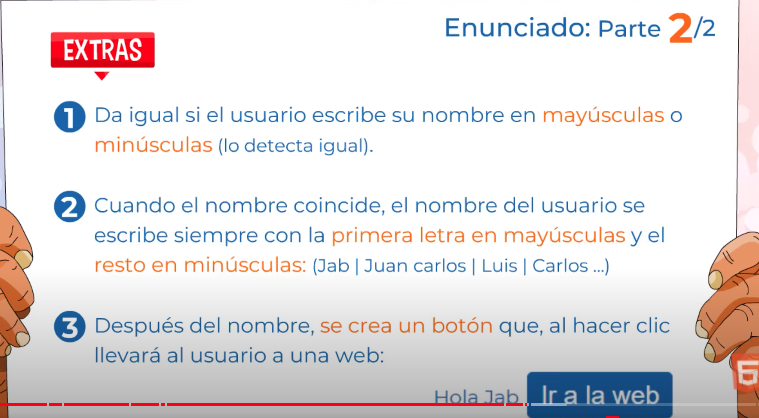 Enunciado: Parte 2/2
EXTRAS
1 Da igual si el usuario escribe su nombre en mayúsculas o
minúsculas (lo detecta igual).
2 Cuando el nombre coincide, el nombre del usuario se
escribe siempre con la primera letra en mayúsculas y el
resto en minúsculas: (Jab | Juan carlos | Luis | Carlos ...)
3 Después del nombre, se crea un botón que, al hacer clic
llevará al usuario a una web:
Hola Jab Ir a la web